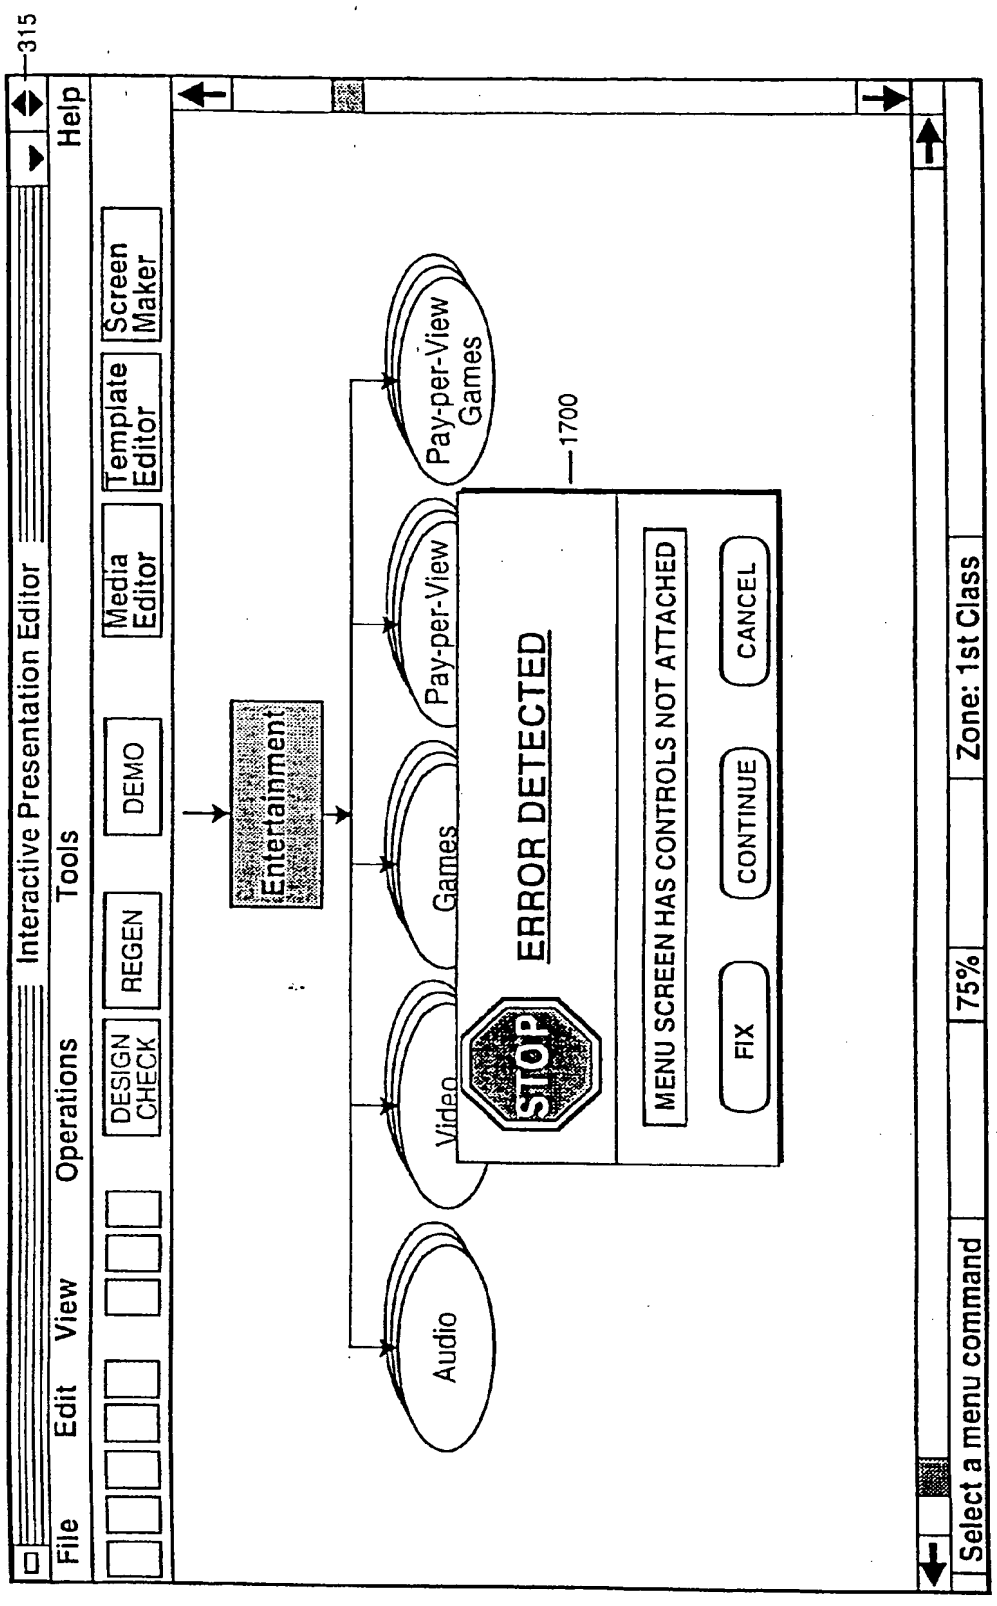 315
Interactive Presentation Editor
File Edit View Operations Tools Help
DESIGN
CHECK
REGEN
DEMO
Media
Editor
Template
Editor
Screen
Maker
Entertainment
Audio
Video
Games
Pay-per-View
Pay-per-View
Games
1700
STOP
ERROR DETECTED
MENU SCREEN HAS CONTROLS NOT ATTACHED
FIX
CONTINUE
CANCEL
Select a menu command 75% Zone: 1st Class